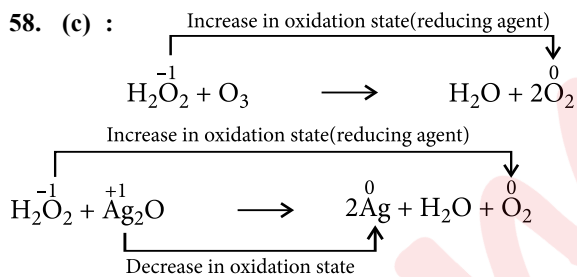 58. (c) :
Increase in oxidation state(reducing agent)
-1 0
H₂O₂ + O₃ ⟶ H₂O + 2O₂
Increase in oxidation state(reducing agent)
-1 +1 0 0
H₂O₂ + Ag₂O ⟶ 2Ag + H₂O + O₂
Decrease in oxidation state